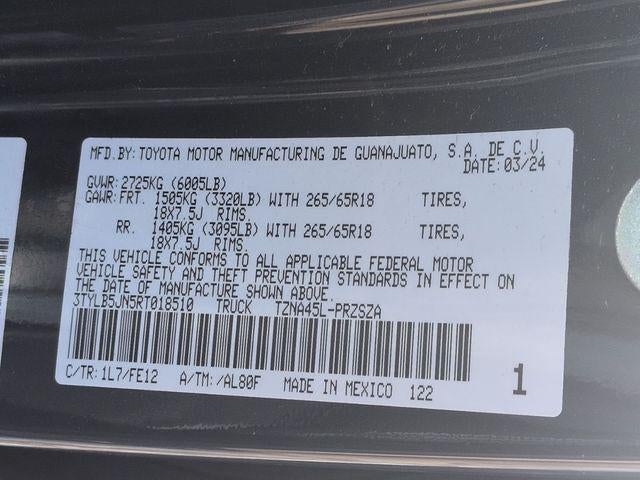 MFD.BY: TOYOTA MOTOR MANUFACTURING DE GUANAJUATO, S.A. DE C.V.
DATE: 03/24
GVWR: 2725KG (6005LB)
GAWR: FRT. 1505KG (3320LB) WITH 265/65R18 TIRES,
18X7.5J RIMS.
RR. 1405KG (3095LB) WITH 265/65R18 TIRES,
18X7.5J RIMS.
THIS VEHICLE CONFORMS TO ALL APPLICABLE FEDERAL MOTOR
VEHICLE SAFETY AND THEFT PREVENTION STANDARDS IN EFFECT ON
THE DATE OF MANUFACTURE SHOWN ABOVE.
3TYLB5JN5RT018510 TRUCK TZNA45L-PRZSZA
C/TR: 1L7/FE12 A/TM: /AL80F MADE IN MEXICO 122 1